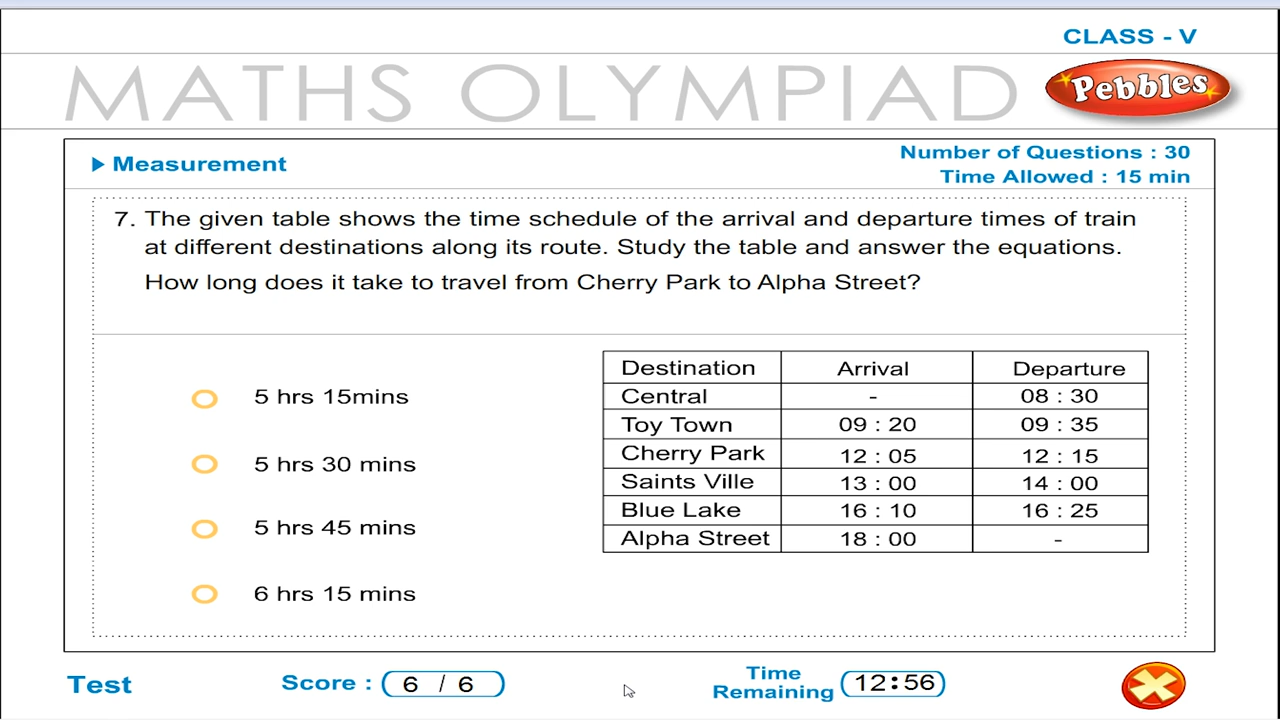 CLASS - V
MATHS OLYMPIAD
Pebbles
Measurement
Number of Questions : 30
Time Allowed : 15 min
7. The given table shows the time schedule of the arrival and departure times of train
at different destinations along its route. Study the table and answer the equations.
How long does it take to travel from Cherry Park to Alpha Street?
5 hrs 15mins
5 hrs 30 mins
5 hrs 45 mins
6 hrs 15 mins
Destination Arrival Departure
Central - 08 : 30
Toy Town 09 : 20 09 : 35
Cherry Park 12 : 05 12 : 15
Saints Ville 13 : 00 14 : 00
Blue Lake 16 : 10 16 : 25
Alpha Street 18 : 00 -
Test
Score : 6 / 6
Time
Remaining 12:56